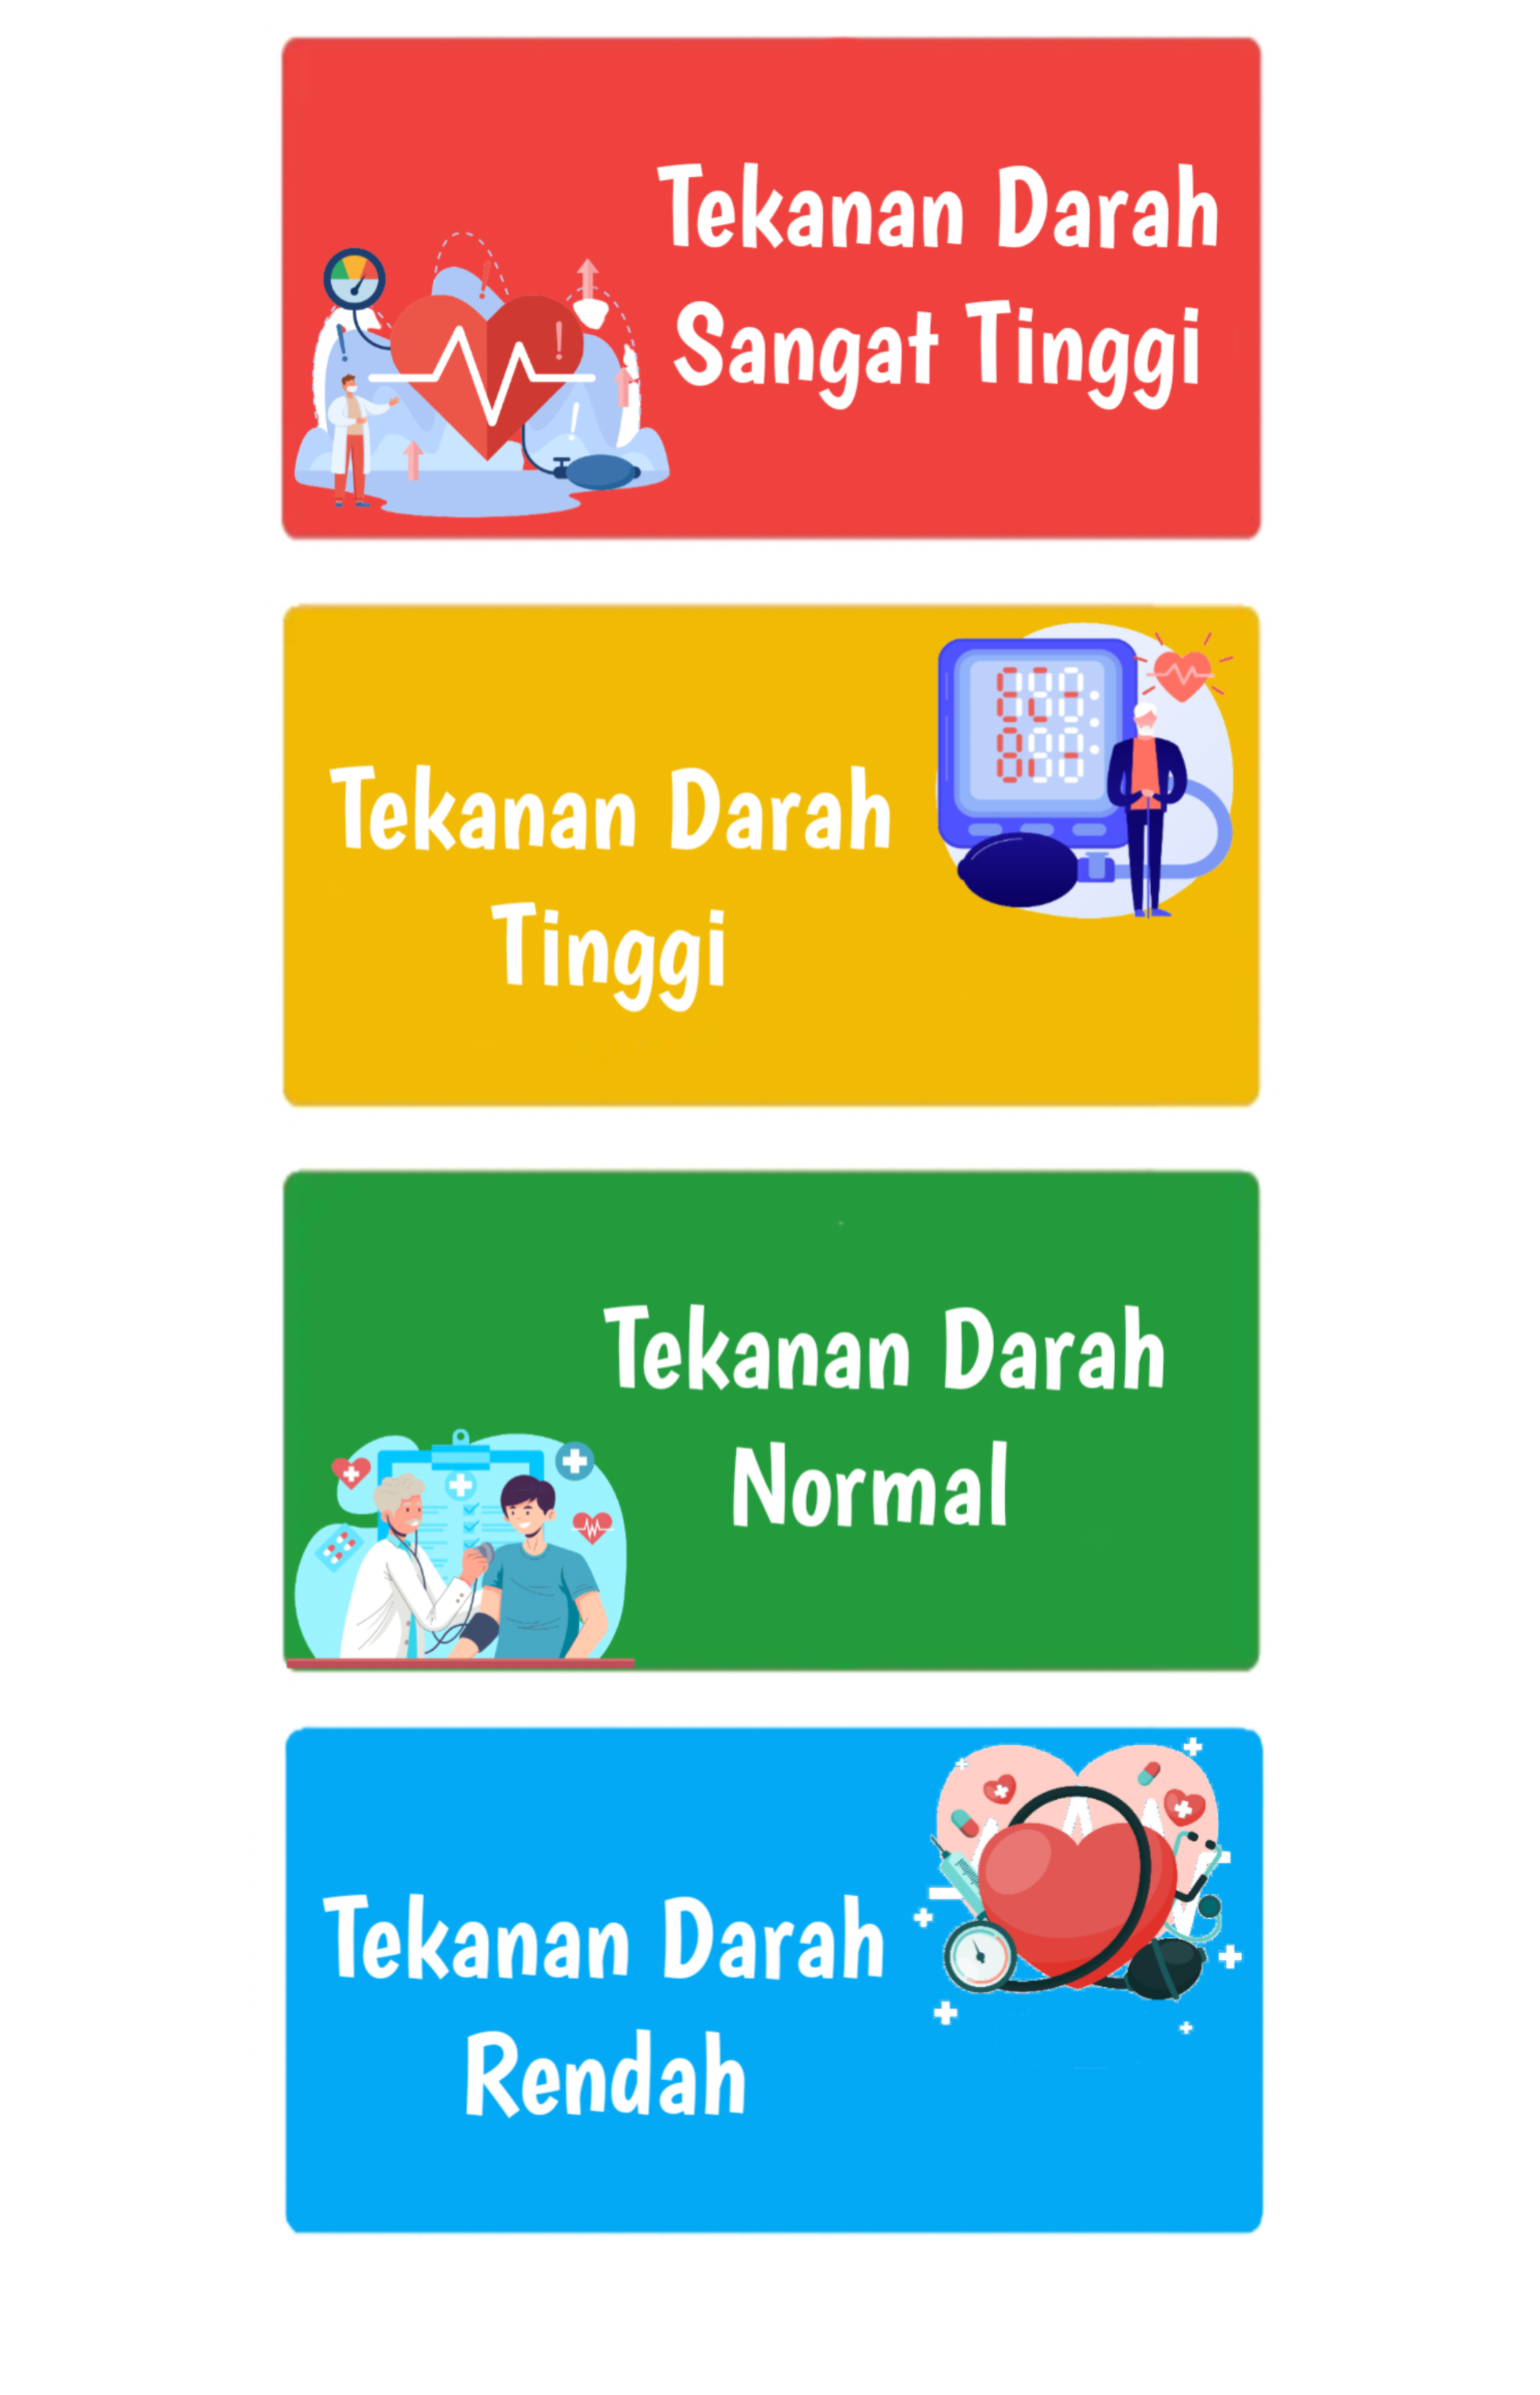 Tekanan Darah
Sangat Tinggi
Tekanan Darah
Tinggi
Tekanan Darah
Normal
Tekanan Darah
Rendah